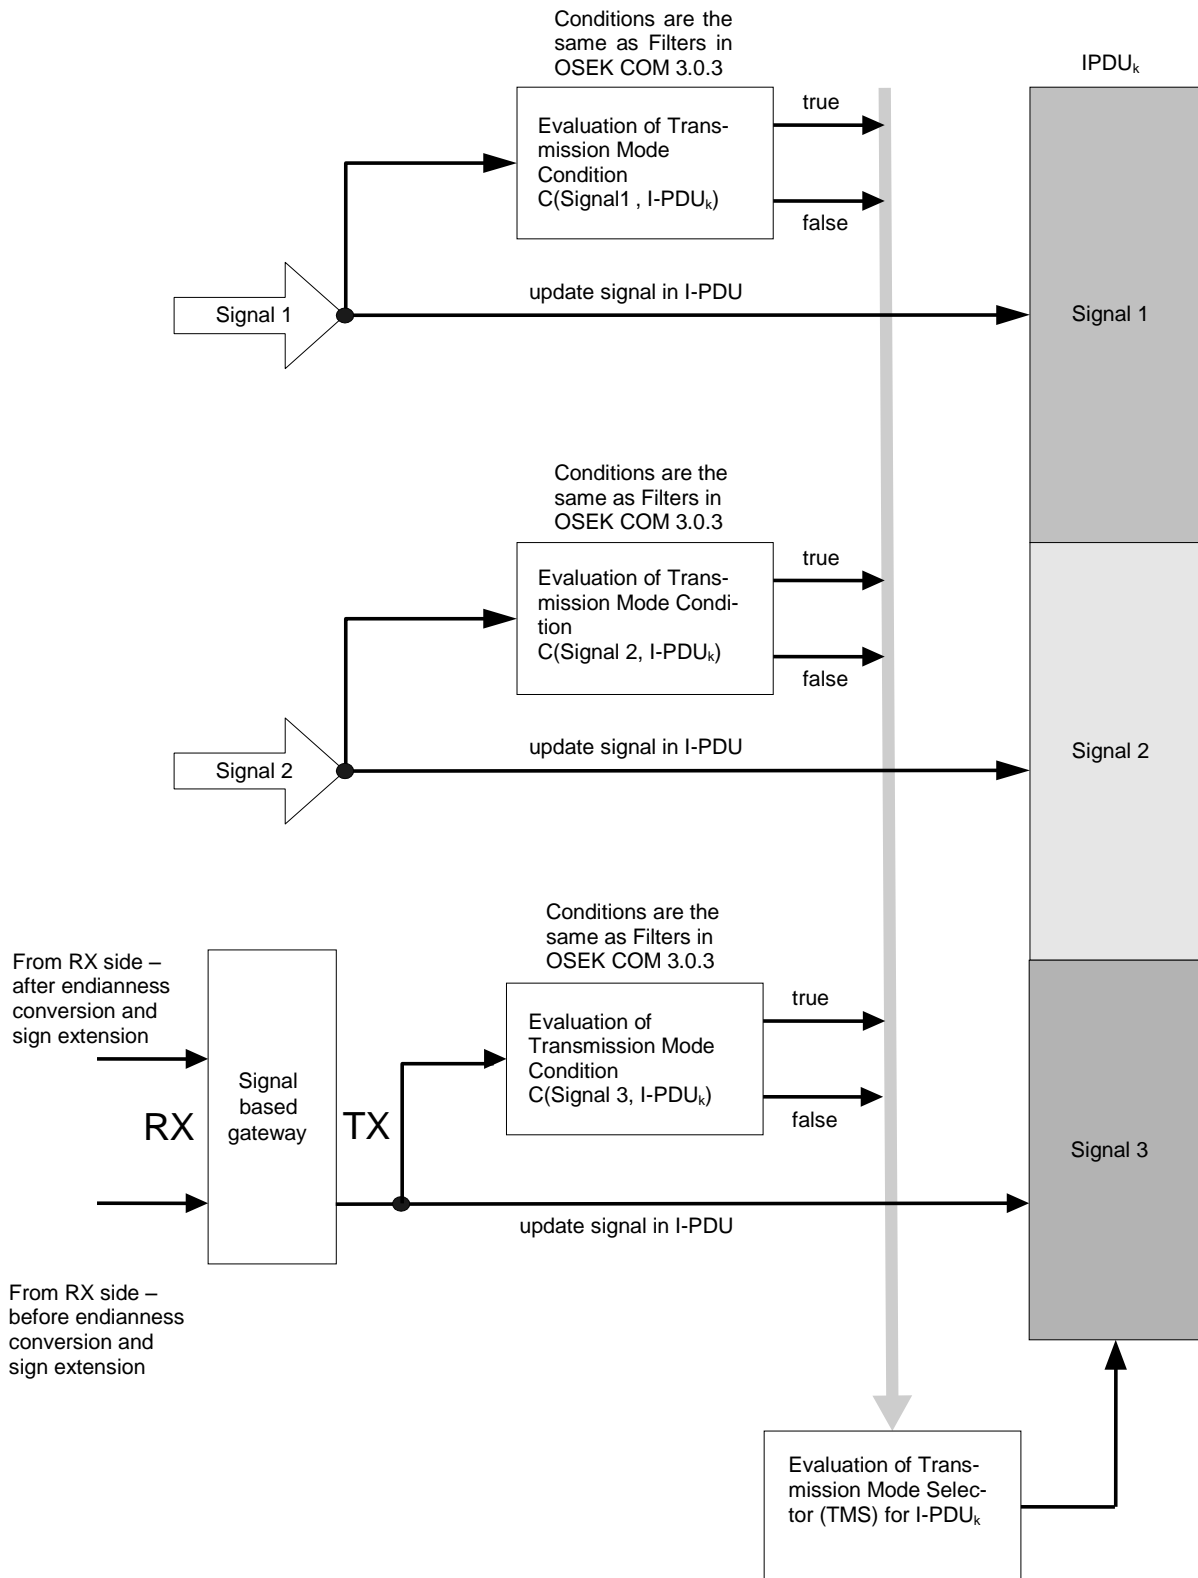 Conditions are the
same as Filters in
OSEK COM 3.0.3
IPDUk
Evaluation of Trans-
mission Mode
Condition
C(Signal1 , I-PDUk)
true
false
Signal 1
update signal in I-PDU
Signal 1
Conditions are the
same as Filters in
OSEK COM 3.0.3
Evaluation of Trans-
mission Mode Condi-
tion
C(Signal 2, I-PDUk)
true
false
Signal 2
update signal in I-PDU
Signal 2
Conditions are the
same as Filters in
OSEK COM 3.0.3
From RX side –
after endianness
conversion and
sign extension
RX
Signal
based
gateway
TX
Evaluation of
Transmission Mode
Condition
C(Signal 3, I-PDUk)
true
false
update signal in I-PDU
Signal 3
From RX side –
before endianness
conversion and
sign extension
Evaluation of Trans-
mission Mode Selec-
tor (TMS) for I-PDUk